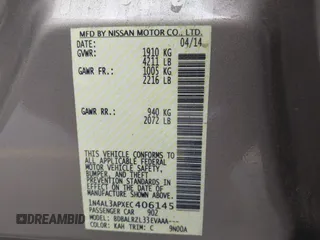 MFD BY NISSAN MOTOR CO., LTD.
DATE: 04/14
GVWR: 1910 KG
4211 LB
GAWR FR.: 1005 KG
2216 LB
GAWR RR.: 940 KG
2072 LB
THIS VEHICLE CONFORMS TO ALL
APPLICABLE FEDERAL MOTOR
VEHICLE SAFETY, BUMPER, AND
THEFT PREVENTION STANDARDS
IN EFFECT ON THE DATE OF
MANUFACTURE SHOWN ABOVE.
1N4AL3APXEC406145
PASSENGER CAR 902
MODEL: BDBALRZL33EVAAA---
COLOR: KAH TRIM: C 9N00A